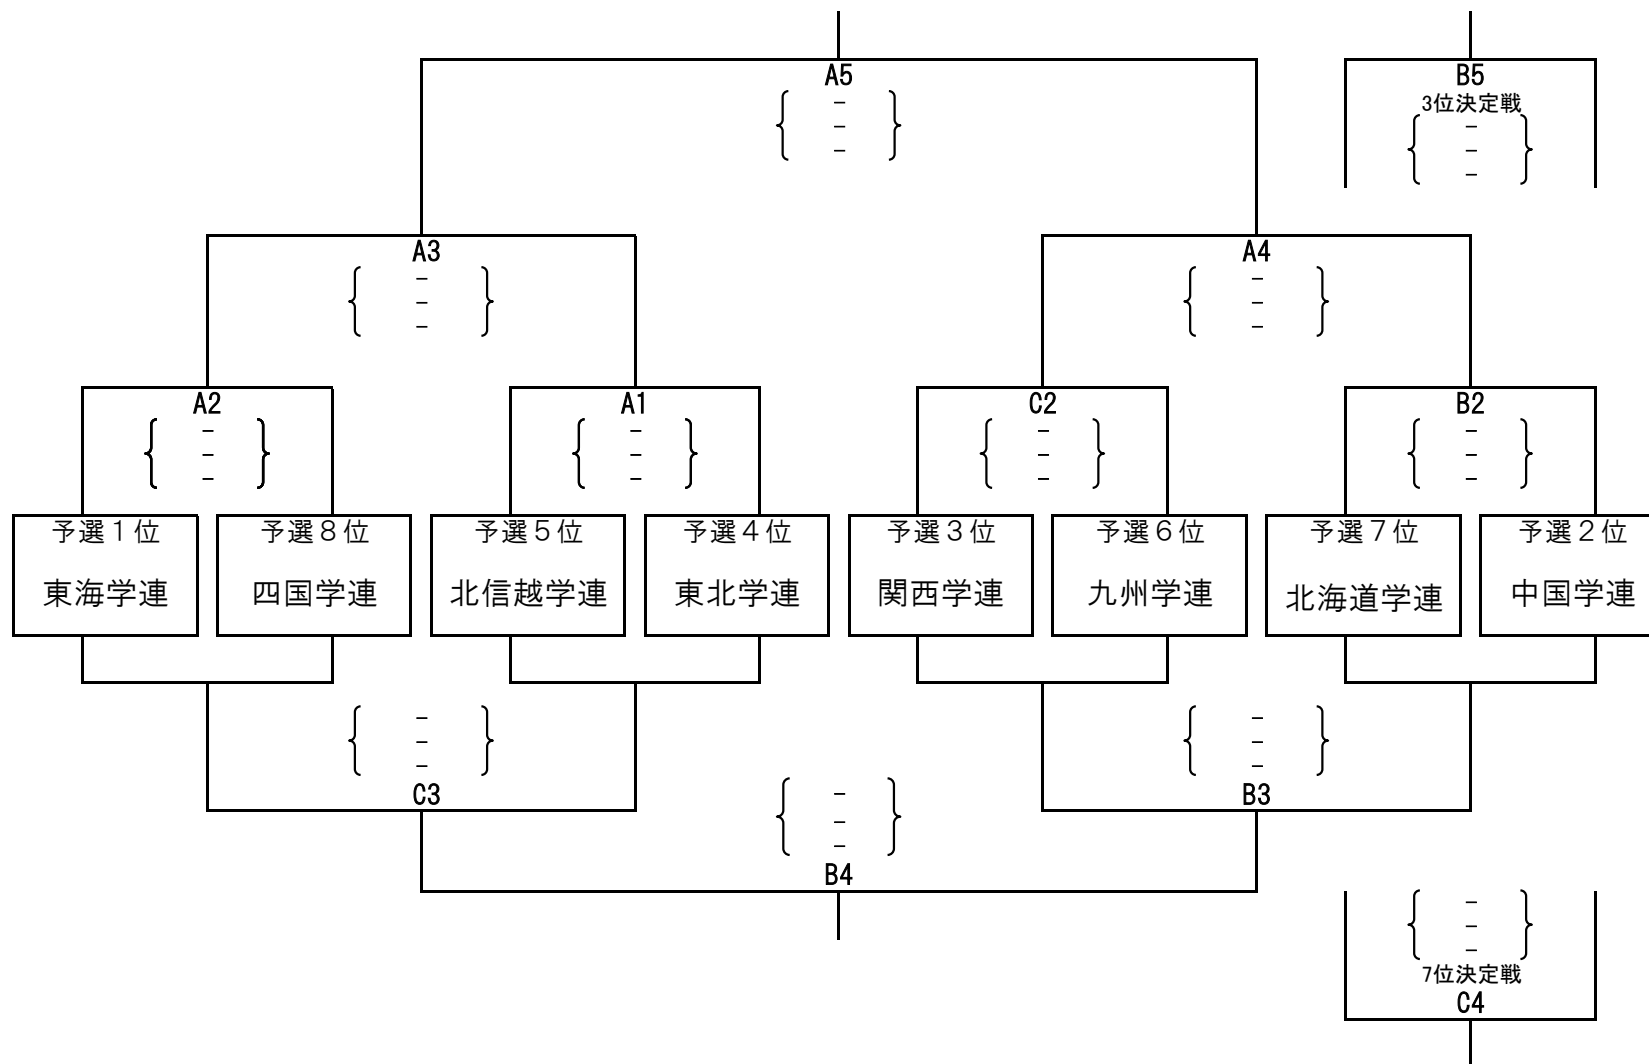 A5
-
-
-
B5
3位決定戦
-
-
-
A3
-
-
-
A4
-
-
-
A2
-
-
-
A1
-
-
-
C2
-
-
-
B2
-
-
-
予選1位
東海学連
予選8位
四国学連
予選5位
北信越学連
予選4位
東北学連
予選3位
関西学連
予選6位
九州学連
予選7位
北海道学連
予選2位
中国学連
-
-
-
C3
-
-
-
B3
-
-
-
B4
-
-
-
7位決定戦
C4